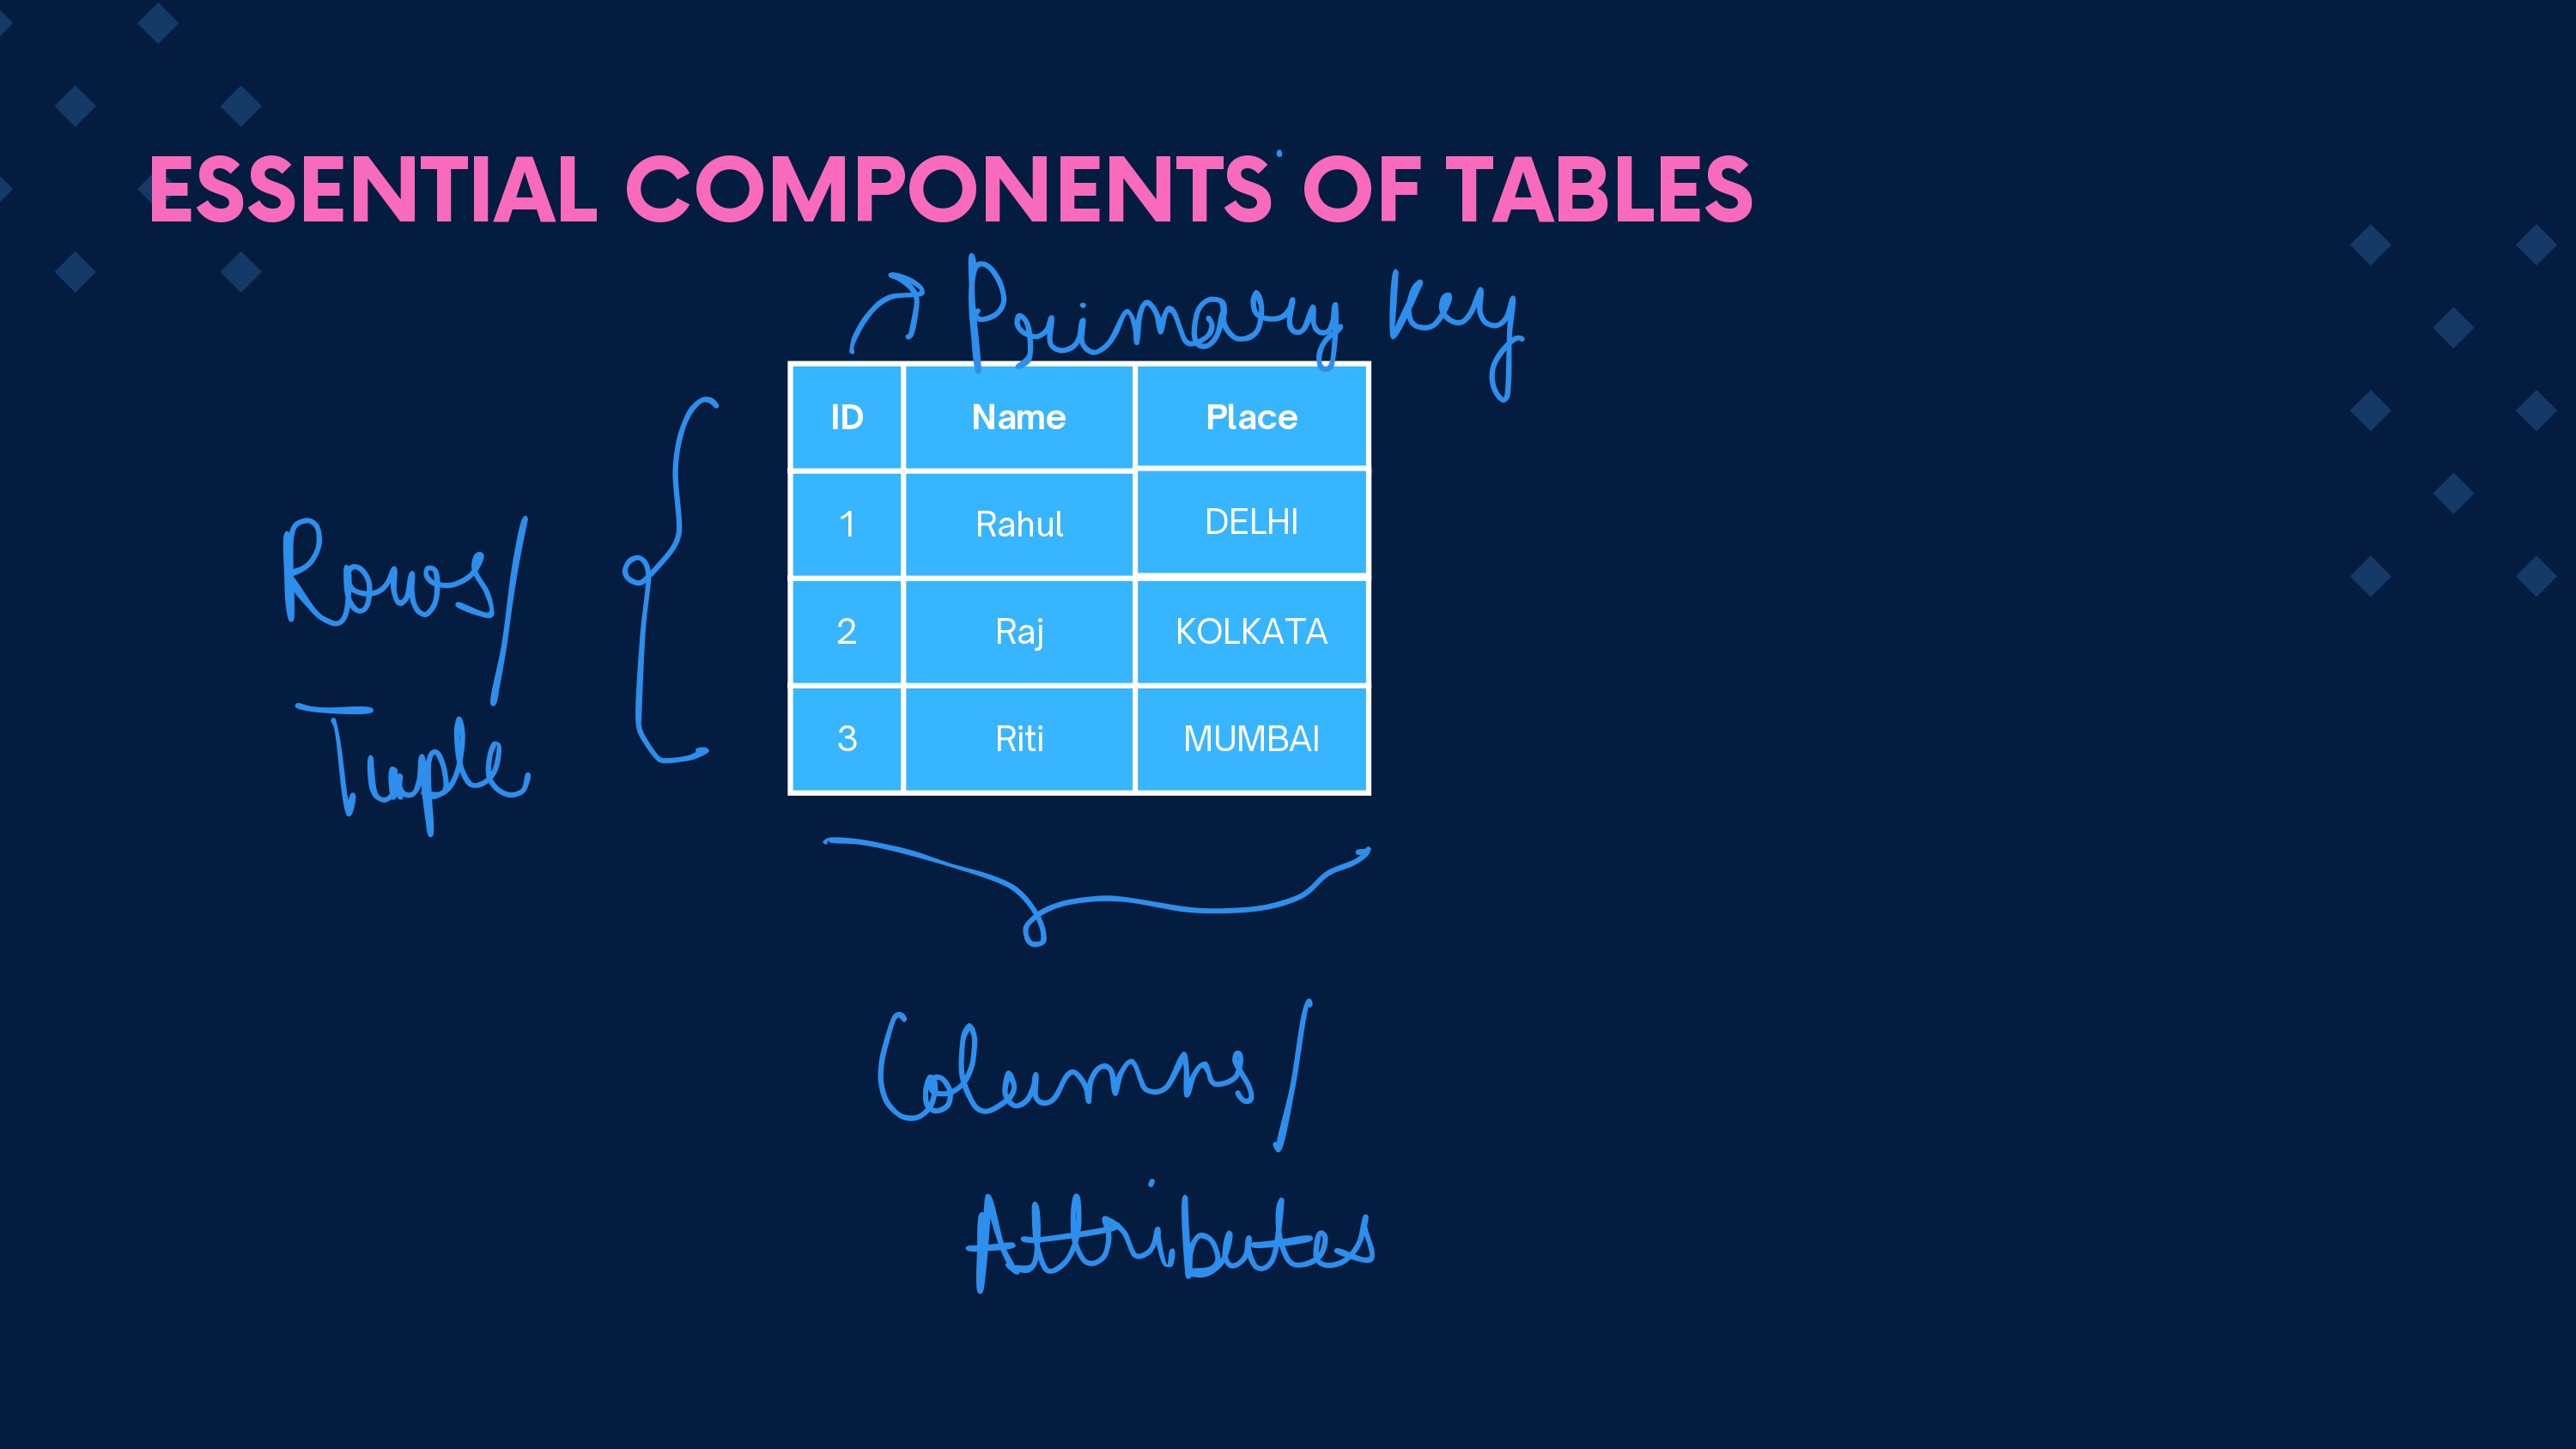 ESSENTIAL COMPONENTS OF TABLES
Primary Key
ID Name Place
1 Rahul DELHI
2 Raj KOLKATA
3 Riti MUMBAI
Rows/
Tuple
Columns/
Attributes